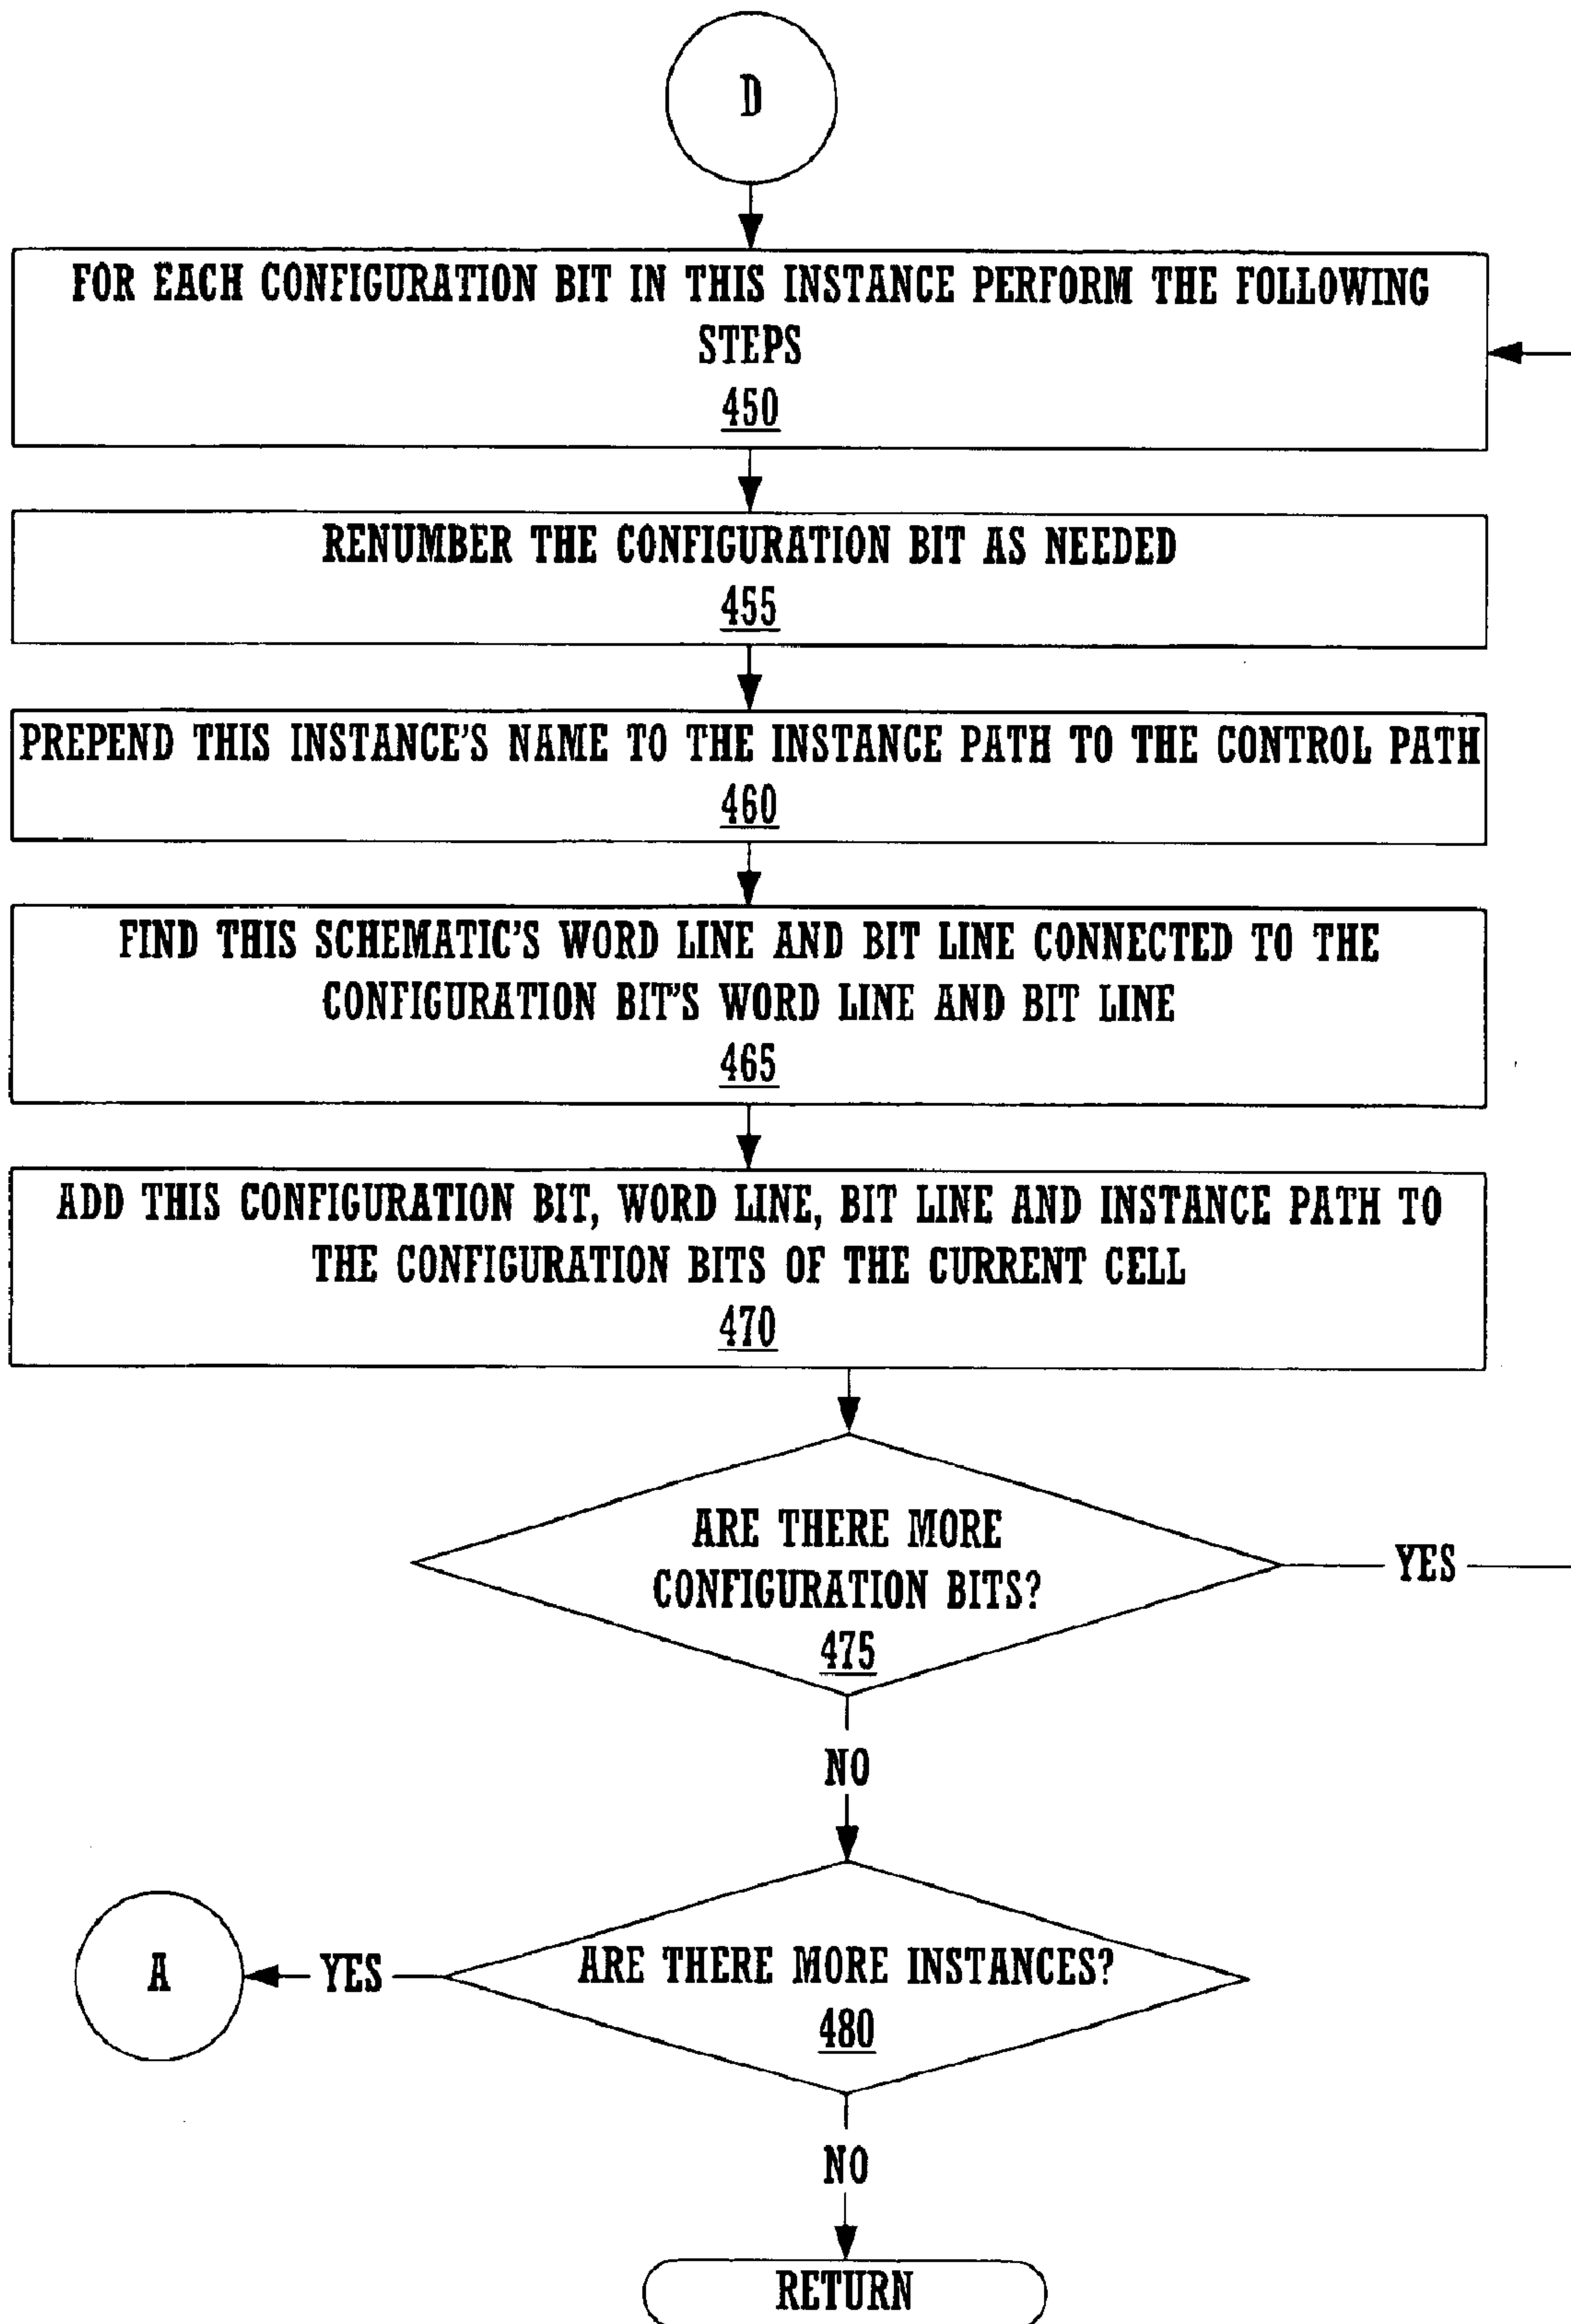 D
FOR EACH CONFIGURATION BIT IN THIS INSTANCE PERFORM THE FOLLOWING
STEPS
450
RENUMBER THE CONFIGURATION BIT AS NEEDED
455
PREPEND THIS INSTANCE'S NAME TO THE INSTANCE PATH TO THE CONTROL PATH
460
FIND THIS SCHEMATIC'S WORD LINE AND BIT LINE CONNECTED TO THE
CONFIGURATION BIT'S WORD LINE AND BIT LINE
465
ADD THIS CONFIGURATION BIT, WORD LINE, BIT LINE AND INSTANCE PATH TO
THE CONFIGURATION BITS OF THE CURRENT CELL
470
ARE THERE MORE
CONFIGURATION BITS?
475
YES
NO
A
YES
ARE THERE MORE INSTANCES?
480
NO
RETURN